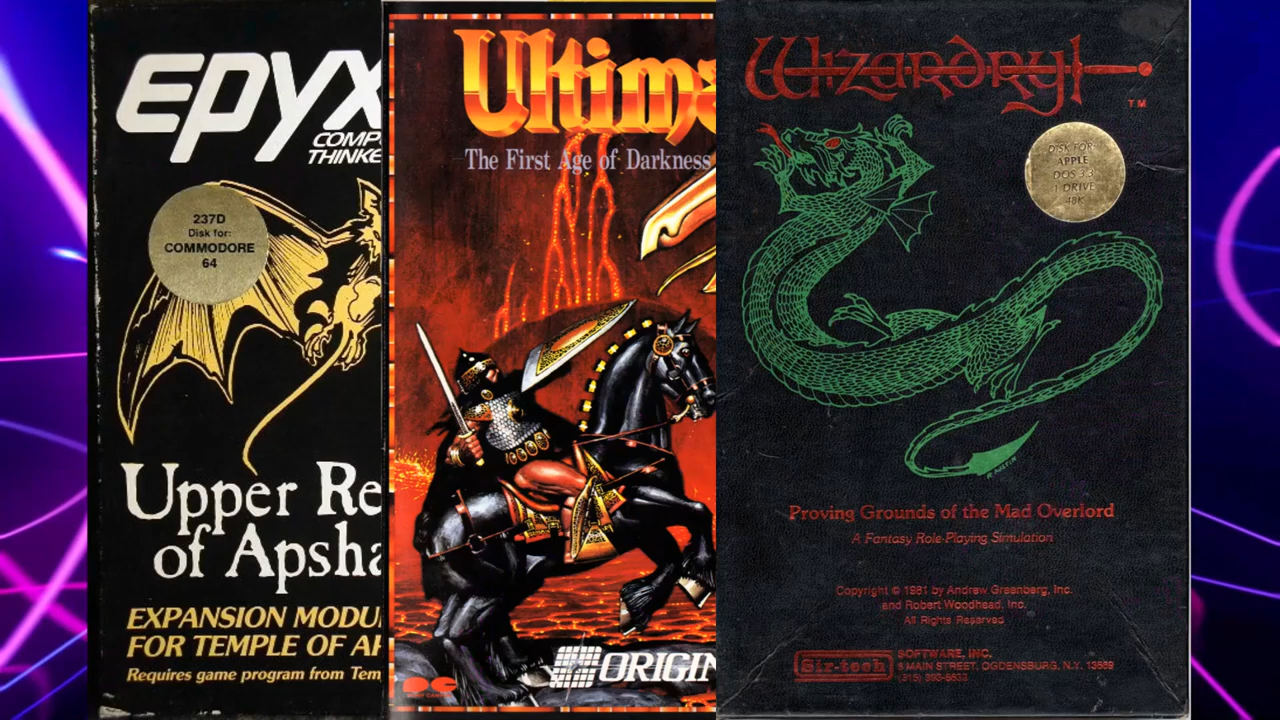 EPYX
COMP
THINKE
237D
Disk for:
COMMODORE
64
Upper Re
of Apsha
EXPANSION MODU
FOR TEMPLE OF A
Requires game program from Tem
Ultima
The First Age of Darkness
ORIGIN
PC
Wizardry
TM
DISK FOR
APPLE
DOS 3.3
1 DRIVE
48K
Proving Grounds of the Mad Overlord
A Fantasy Role-Playing Simulation
Copyright © 1981 by Andrew Greenberg, Inc.
and Robert Woodhead, Inc.
All Rights Reserved
Sir-tech
SOFTWARE, INC.
6 MAIN STREET, OGDENSBURG, N.Y. 13669